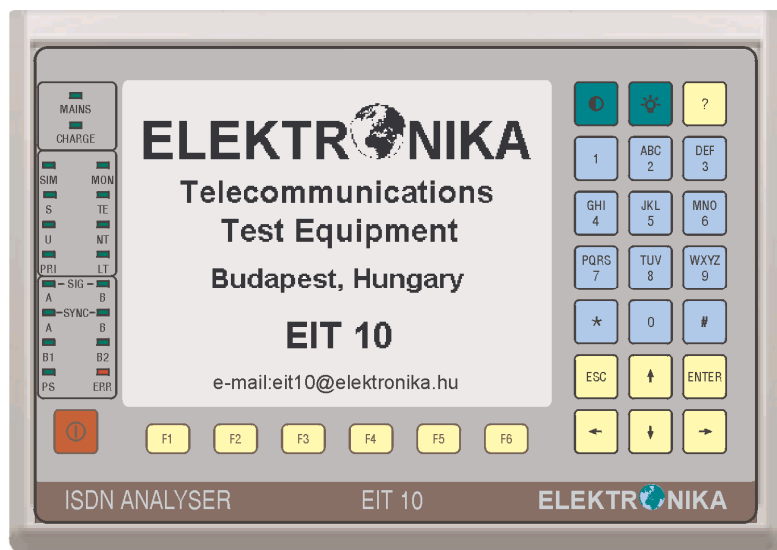 MAINS
CHARGE
SIM MON
S TE
U NT
PRI LT
SIG
A B
SYNC
A B
B1 B2
PS ERR
ELEKTRONIKA
Telecommunications
Test Equipment
Budapest, Hungary
EIT 10
e-mail:eit10@elektronika.hu
?
1 ABC 2 DEF 3
GHI 4 JKL 5 MNO 6
PQRS 7 TUV 8 WXYZ 9
* 0 #
ESC ↑ ENTER
← ↓ →
F1 F2 F3 F4 F5 F6
ISDN ANALYSER EIT 10 ELEKTRONIKA